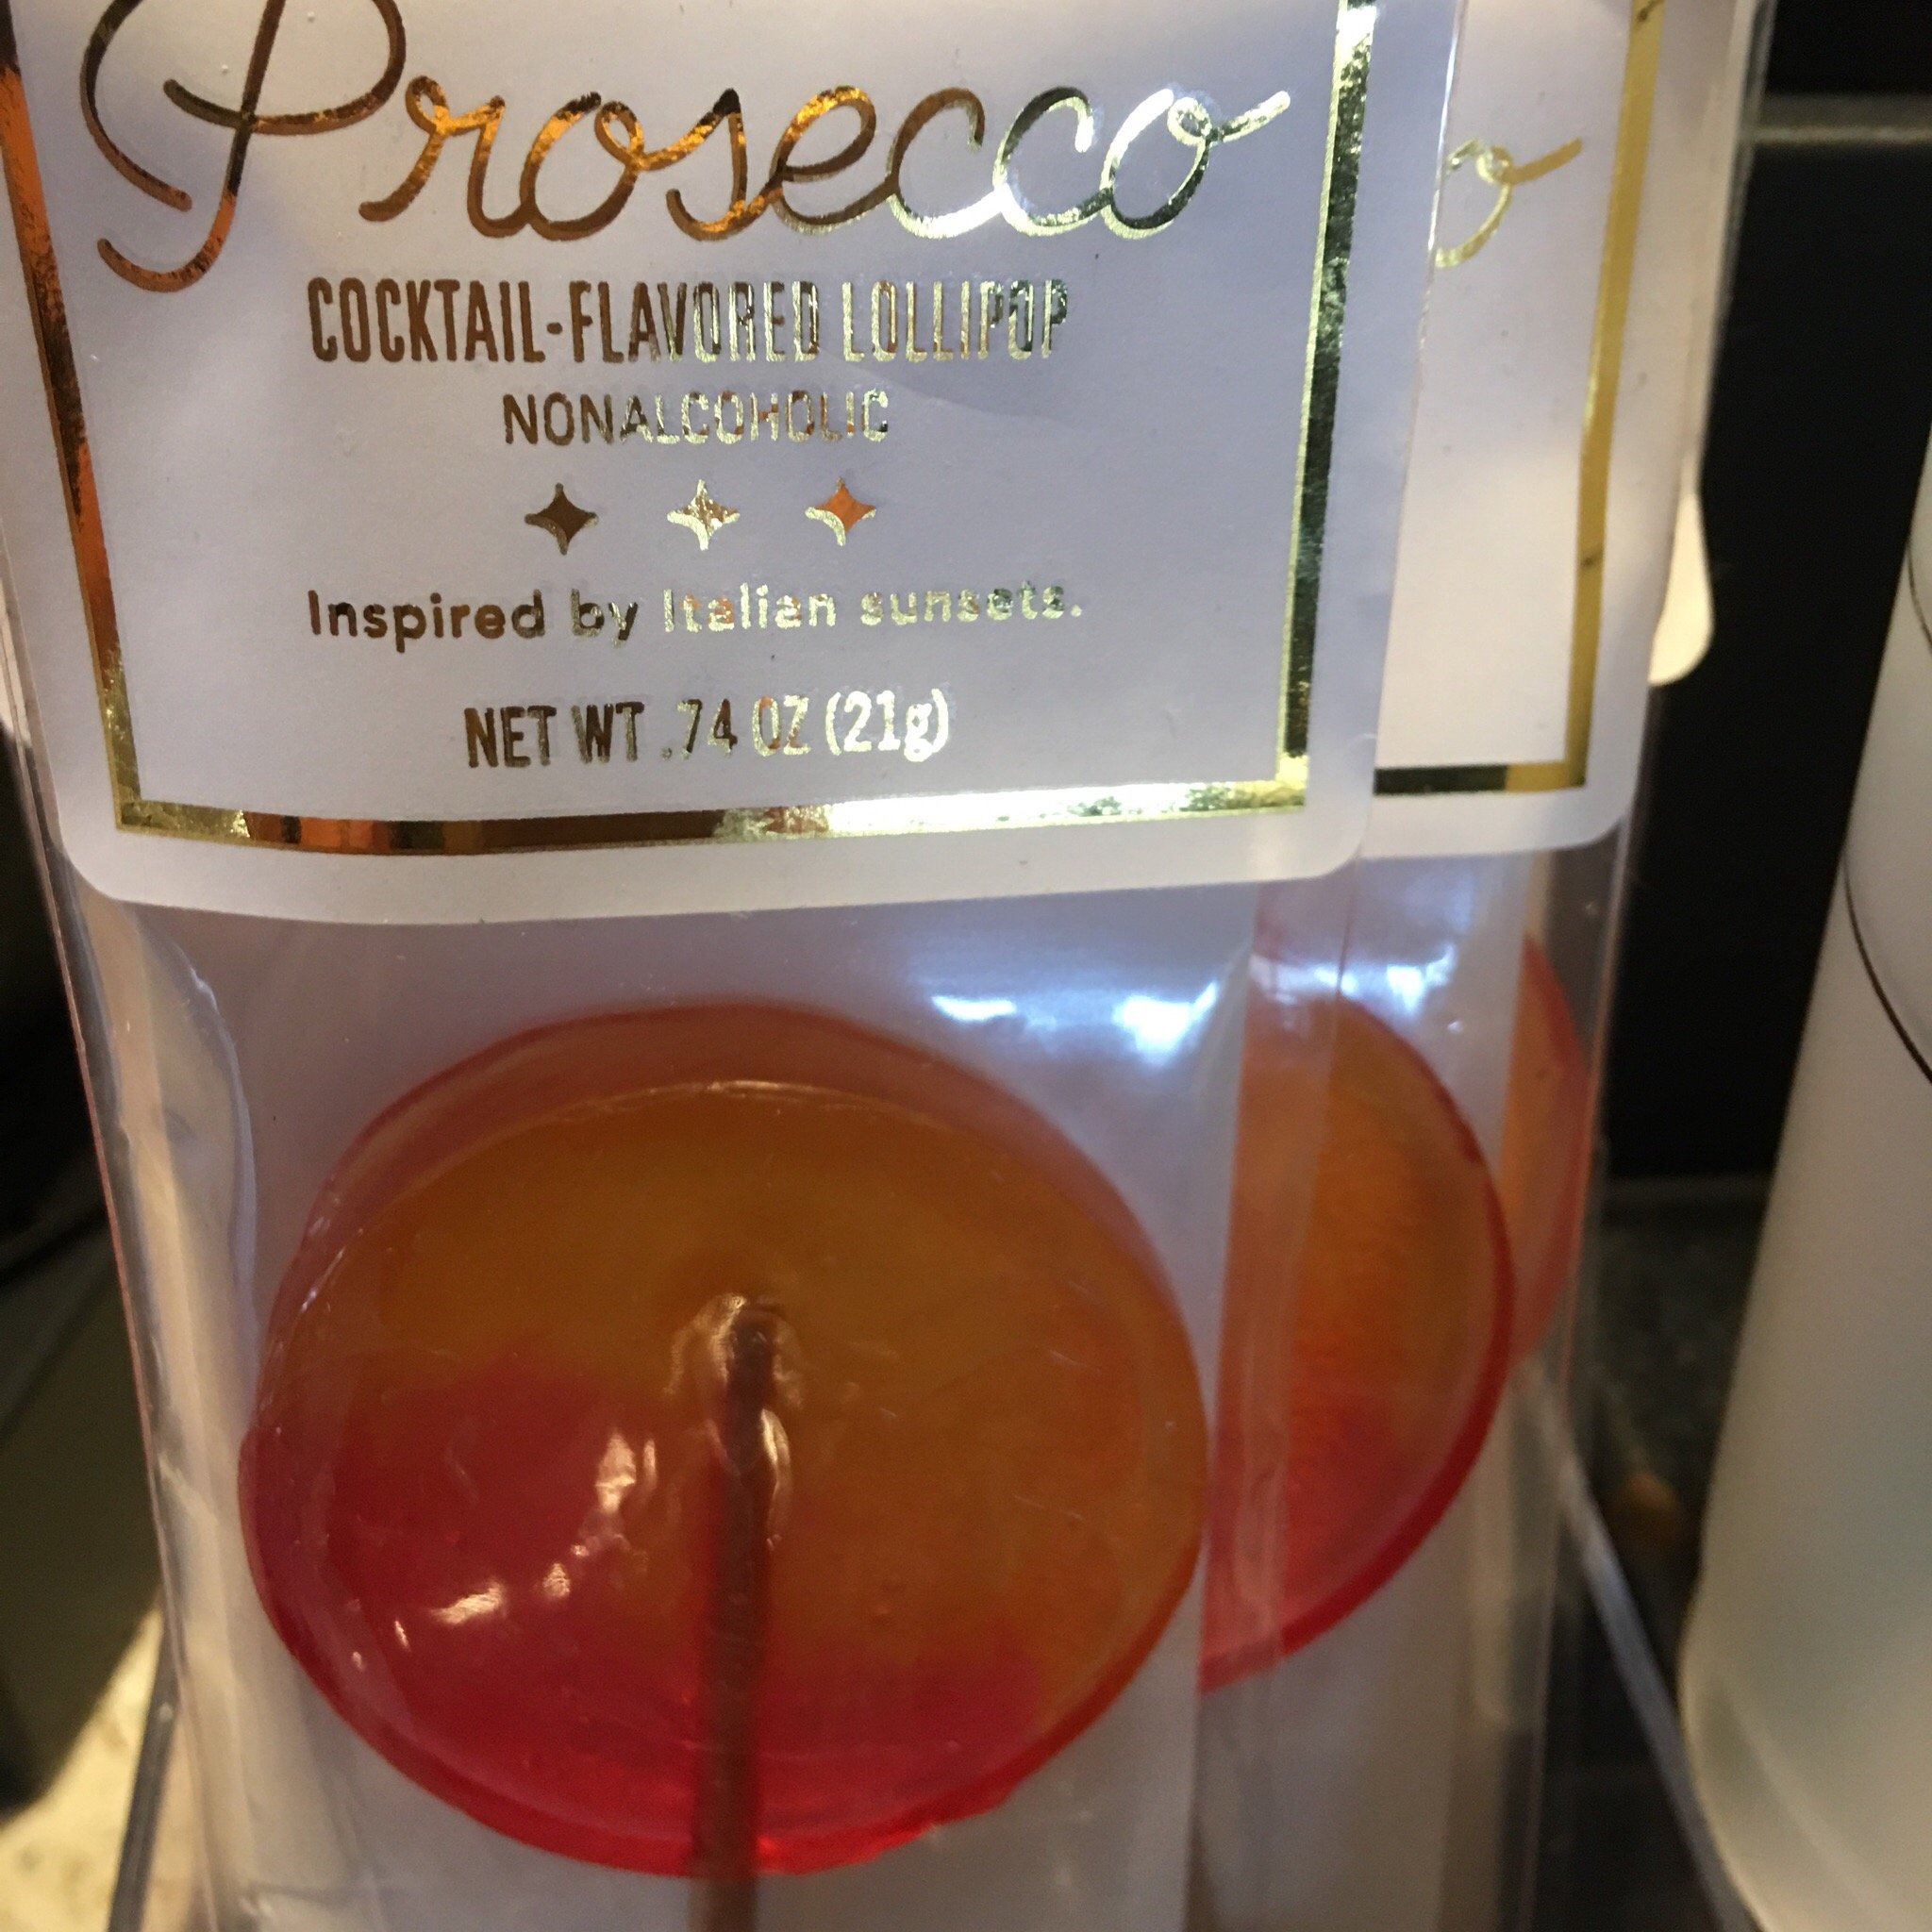 Prosecco
COCKTAIL-FLAVORED LOLLIPOP
NONALCOHOLIC
Inspired by Italian sunsets.
NET WT .74 OZ (21g)
o